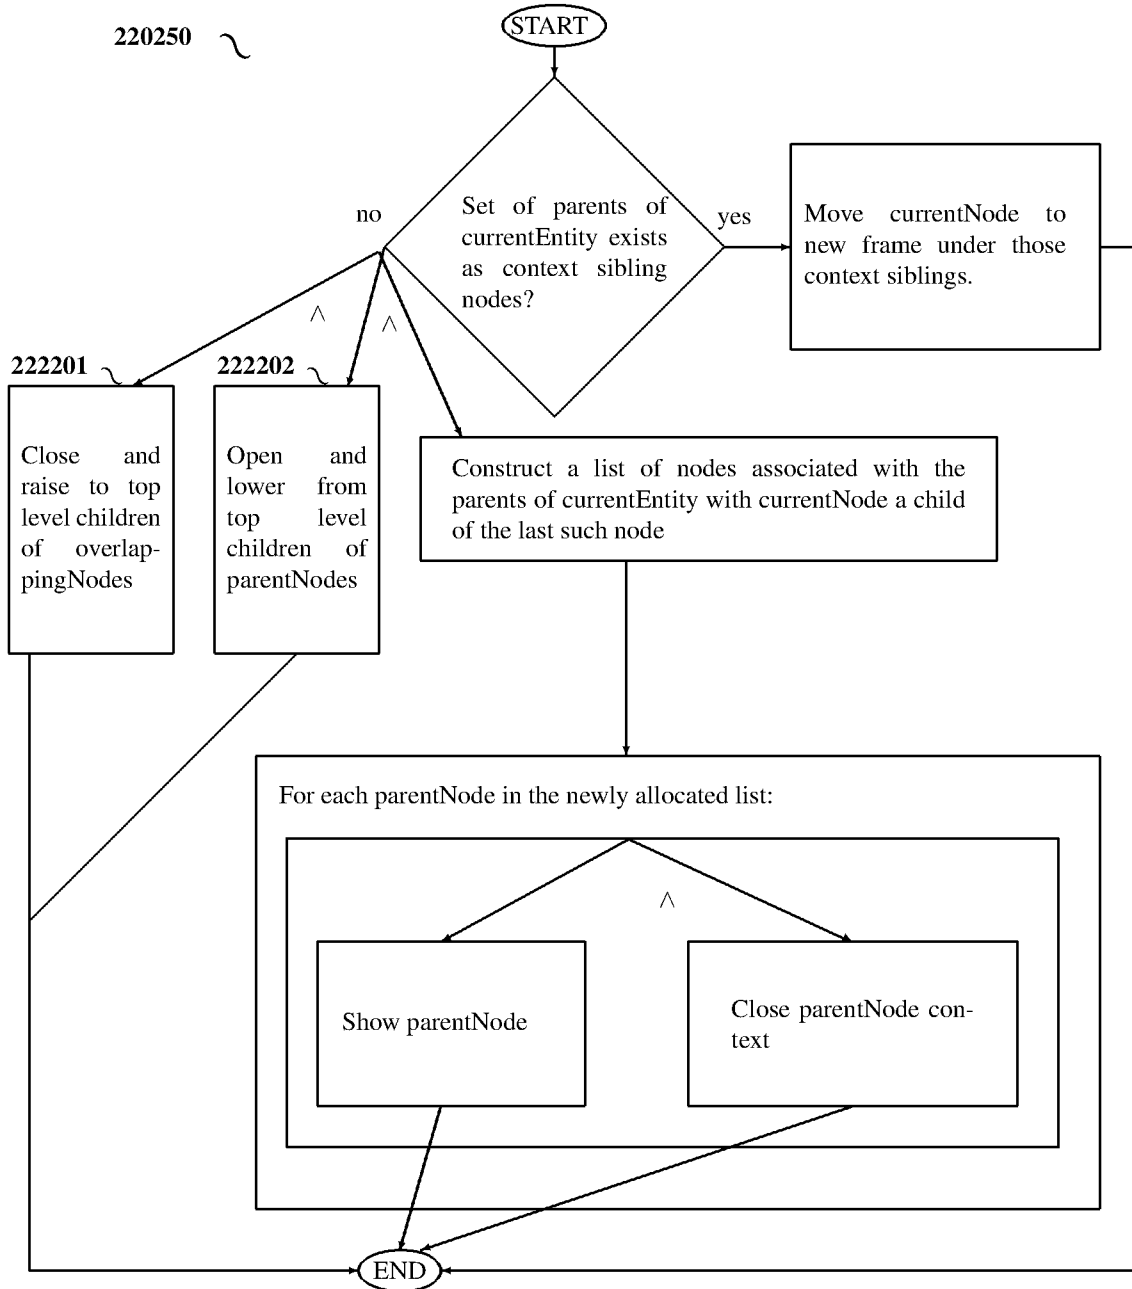 START
220250
no
Set of parents of
currentEntity exists
as context sibling
nodes?
yes
Move currentNode to
new frame under those
context siblings.
^
^
222201
222202
Close and
raise to top
level children
of overlap-
pingNodes
Open and
lower from
top level
children of
parentNodes
Construct a list of nodes associated with the
parents of currentEntity with currentNode a child
of the last such node
For each parentNode in the newly allocated list:
^
Show parentNode
Close parentNode con-
text
END